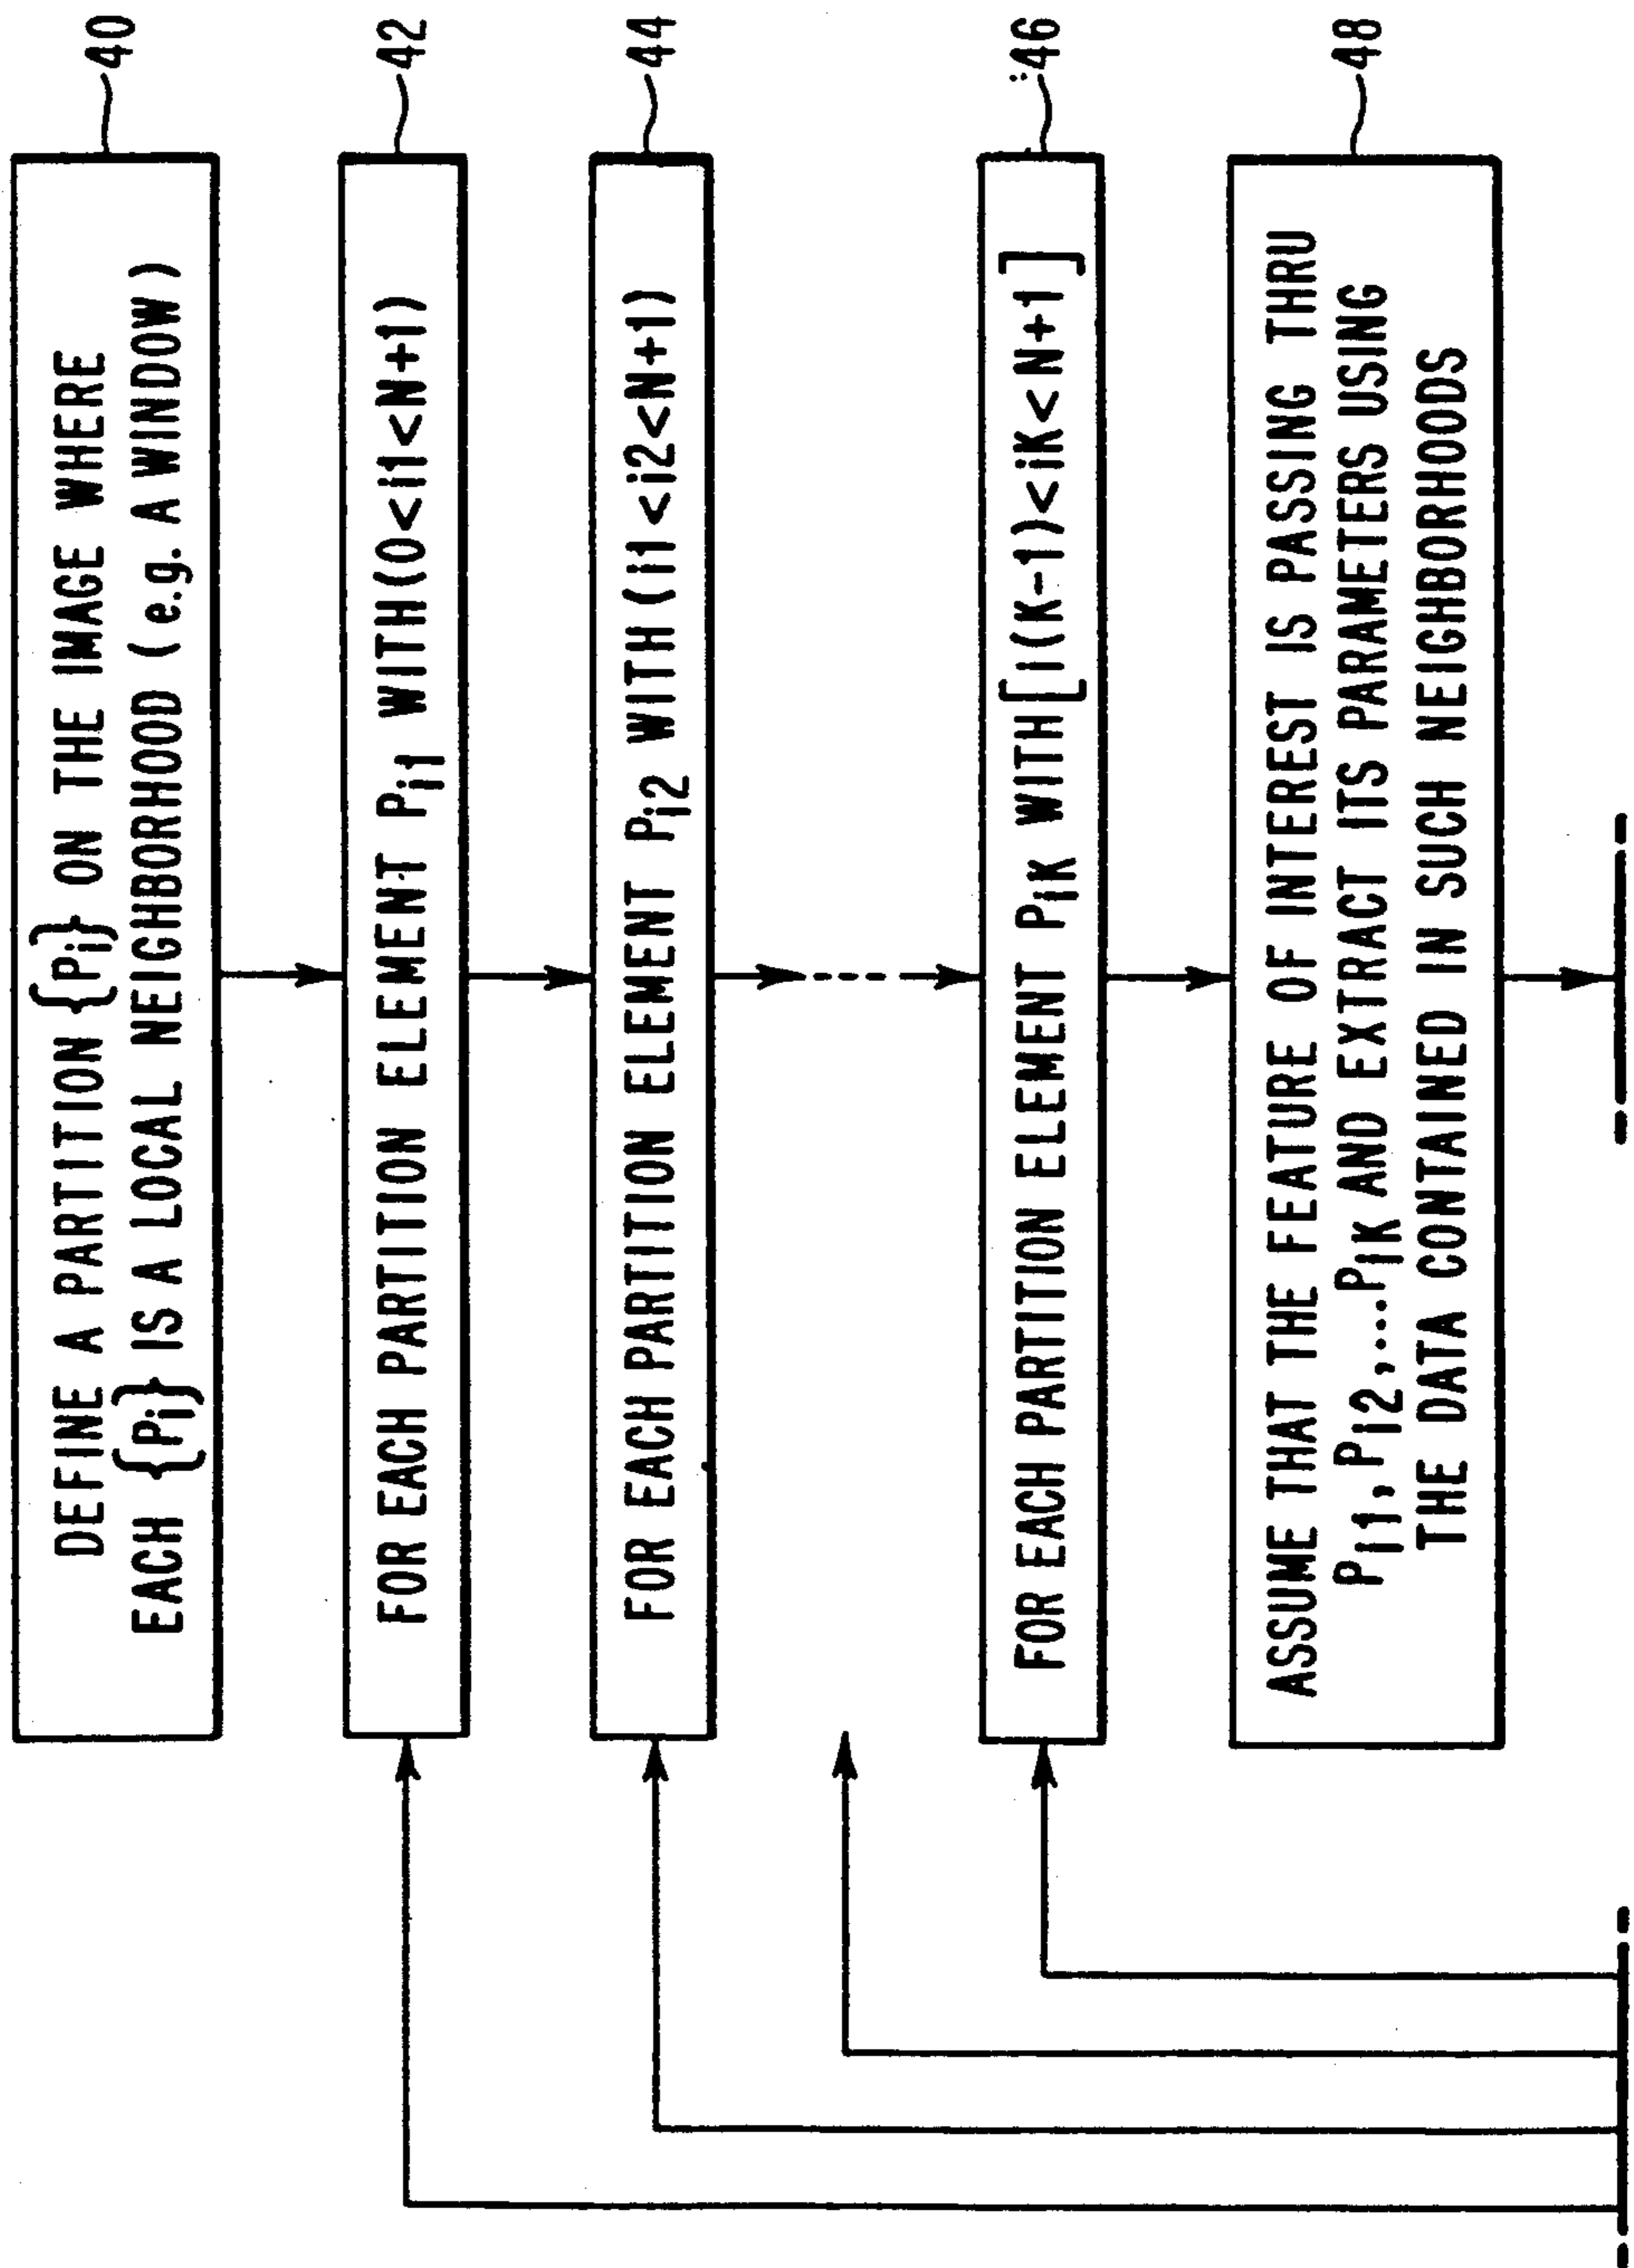 DEFINE A PARTITION {Pi} ON THE IMAGE WHERE
EACH {Pi} IS A LOCAL NEIGHBORHOOD (e.g. A WINDOW)
40
FOR EACH PARTITION ELEMENT Pi1 WITH(0<i1<N+1)
42
FOR EACH PARTITION ELEMENT Pi2 WITH(i1<i2<N+1)
44
FOR EACH PARTITION ELEMENT PiK WITH[i(K-1)<iK<N+1]
46
ASSUME THAT THE FEATURE OF INTEREST IS PASSING THRU
Pi1, Pi2,...PiK AND EXTRACT ITS PARAMETERS USING
THE DATA CONTAINED IN SUCH NEIGHBORHOODS
48